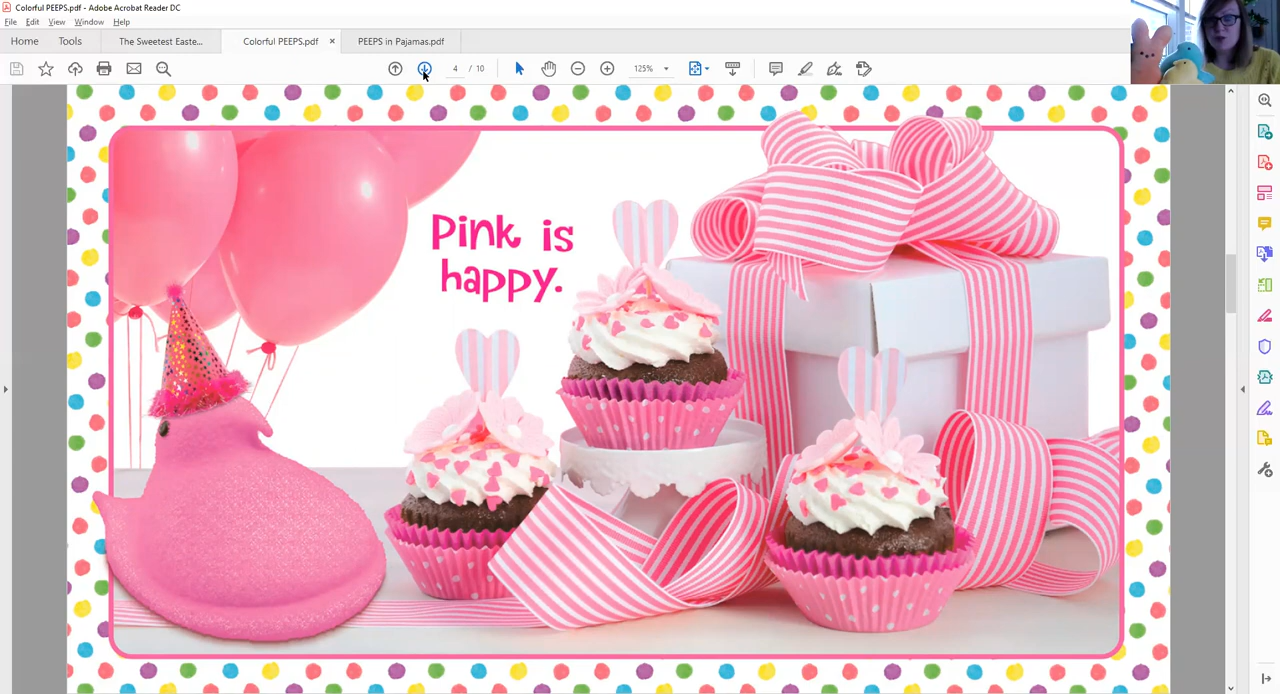 Colorful PEEPS.pdf - Adobe Acrobat Reader DC
File Edit View Window Help
Home Tools The Sweetest Easte... Colorful PEEPS.pdf × PEEPS in Pajamas.pdf
4 / 10 125%
Pink is
happy.